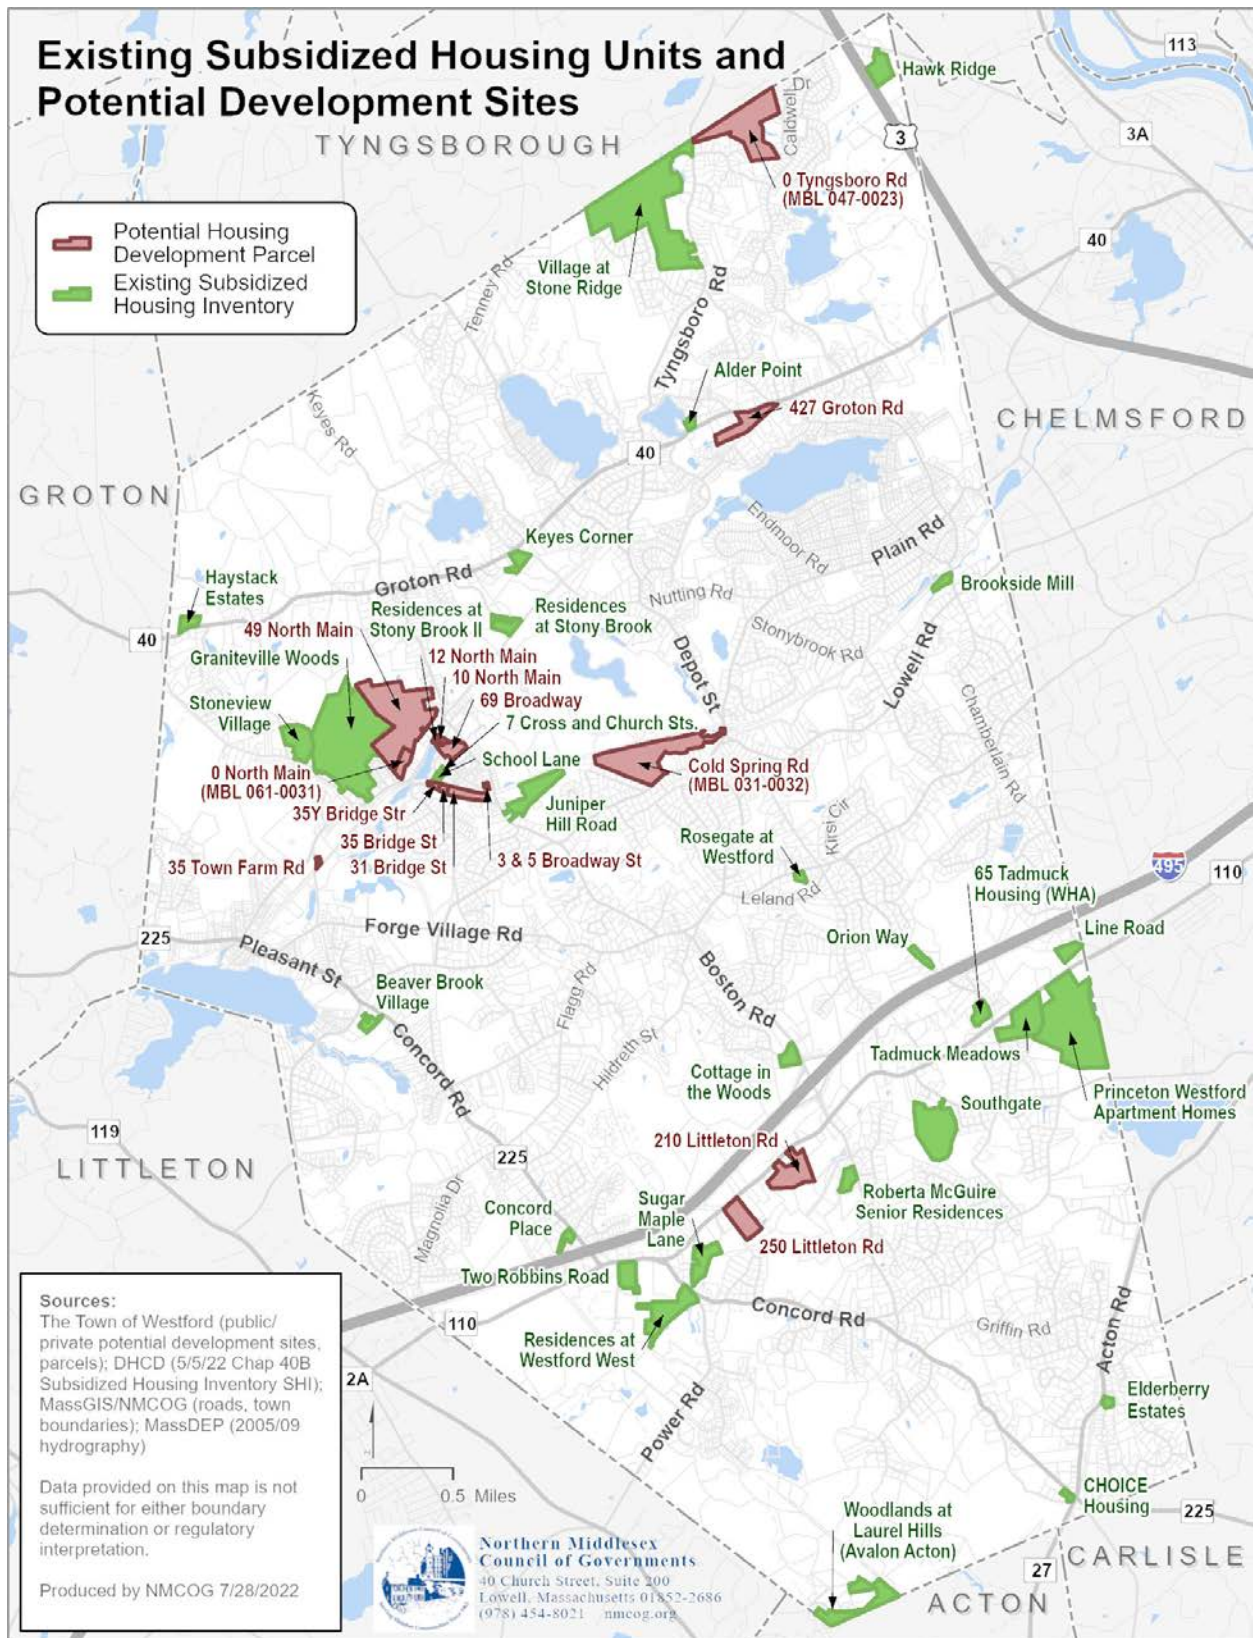 Existing Subsidized Housing Units and
Potential Development Sites
TYNGSBOROUGH
Potential Housing
Development Parcel
Existing Subsidized
Housing Inventory
113
Hawk Ridge
Caldwell Dr
3
3A
0 Tyngsboro Rd
(MBL 047-0023)
40
Village at
Stone Ridge
Tenney Rd
Tyngsboro Rd
Alder Point
427 Groton Rd
Keyes Rd
40
CHELMSFORD
GROTON
Endmoor Rd
Plain Rd
Keyes Corner
Groton Rd
Haystack
Estates
Nutting Rd
Brookside Mill
Residences at
Stony Brook II
Residences
at Stony Brook
Stonybrook Rd
40
49 North Main
12 North Main
Graniteville Woods
10 North Main
Depot St
Lowell Rd
69 Broadway
Stoneview
Village
7 Cross and Church Sts.
Chamberlain Rd
School Lane
0 North Main
(MBL 061-0031)
Cold Spring Rd
(MBL 031-0032)
35Y Bridge Str
Juniper
Hill Road
35 Bridge St
Kirsi Cir
Rosegate at
Westford
31 Bridge St
3 & 5 Broadway St
35 Town Farm Rd
495
110
65 Tadmuck
Housing (WHA)
Leland Rd
Forge Village Rd
225
Pleasant St
Orion Way
Line Road
Beaver Brook
Village
Flagg Rd
Boston Rd
Concord Rd
Hildreth St
Tadmuck Meadows
Cottage in
the Woods
Princeton Westford
Apartment Homes
Southgate
119
LITTLETON
210 Littleton Rd
225
Magnolia Dr
Roberta McGuire
Senior Residences
Concord
Place
Sugar
Maple
Lane
250 Littleton Rd
Two Robbins Road
Sources:
The Town of Westford (public/
private potential development sites,
parcels); DHCD (5/5/22 Chap 40B
Subsidized Housing Inventory SHI);
MassGIS/NMCOG (roads, town
boundaries); MassDEP (2005/09
hydrography)
Data provided on this map is not
sufficient for either boundary
determination or regulatory
interpretation.
Produced by NMCOG 7/28/2022
110
Concord Rd
Griffin Rd
Acton Rd
Residences at
Westford West
2A
Power Rd
Elderberry
Estates
0 0.5 Miles
CHOICE
Housing
225
Woodlands at
Laurel Hills
(Avalon Acton)
Northern Middlesex
Council of Governments
40 Church Street, Suite 200
Lowell, Massachusetts 01852-2686
(978) 454-8021 nmcog.org
27
CARLISLE
ACTON